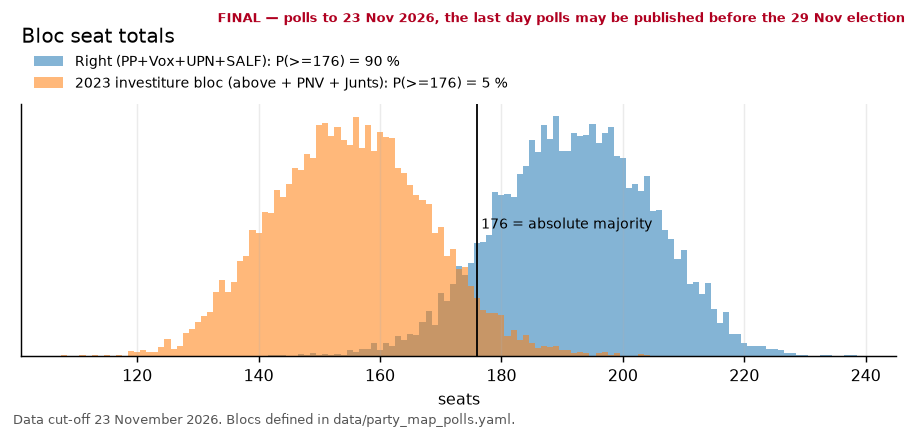 FINAL — polls to 23 Nov 2026, the last day polls may be published before the 29 Nov election
Bloc seat totals
Right (PP+Vox+UPN+SALF): P(>=176) = 90 %
2023 investiture bloc (above + PNV + Junts): P(>=176) = 5 %
176 = absolute majority
120 140 160 180 200 220 240
seats
Data cut-off 23 November 2026. Blocs defined in data/party_map_polls.yaml.